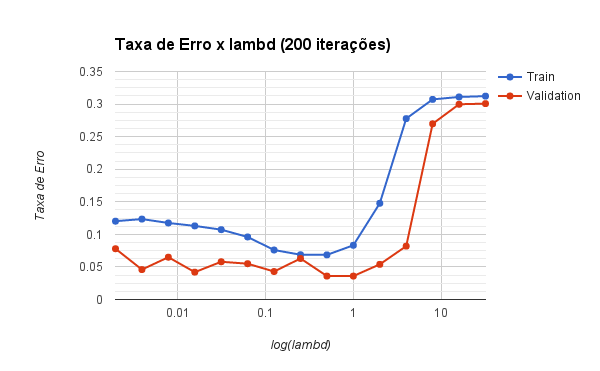 Taxa de Erro x lambd (200 iterações)
Train
Validation
Taxa de Erro
0.35
0.3
0.25
0.2
0.15
0.1
0.05
0
0.01
0.1
1
10
log(lambd)